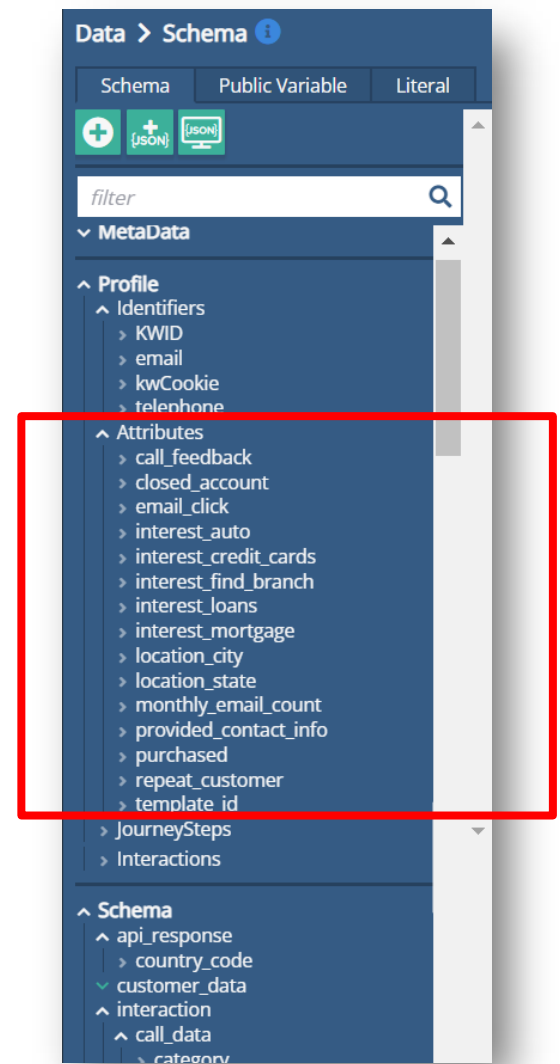 Data > Schema i
Schema Public Variable Literal
{JSON} {JSON}
filter
MetaData
Profile
Identifiers
KWID
email
kwCookie
telephone
Attributes
call_feedback
closed_account
email_click
interest_auto
interest_credit_cards
interest_find_branch
interest_loans
interest_mortgage
location_city
location_state
monthly_email_count
provided_contact_info
purchased
repeat_customer
template_id
JourneySteps
Interactions
Schema
api_response
country_code
customer_data
interaction
call_data
category